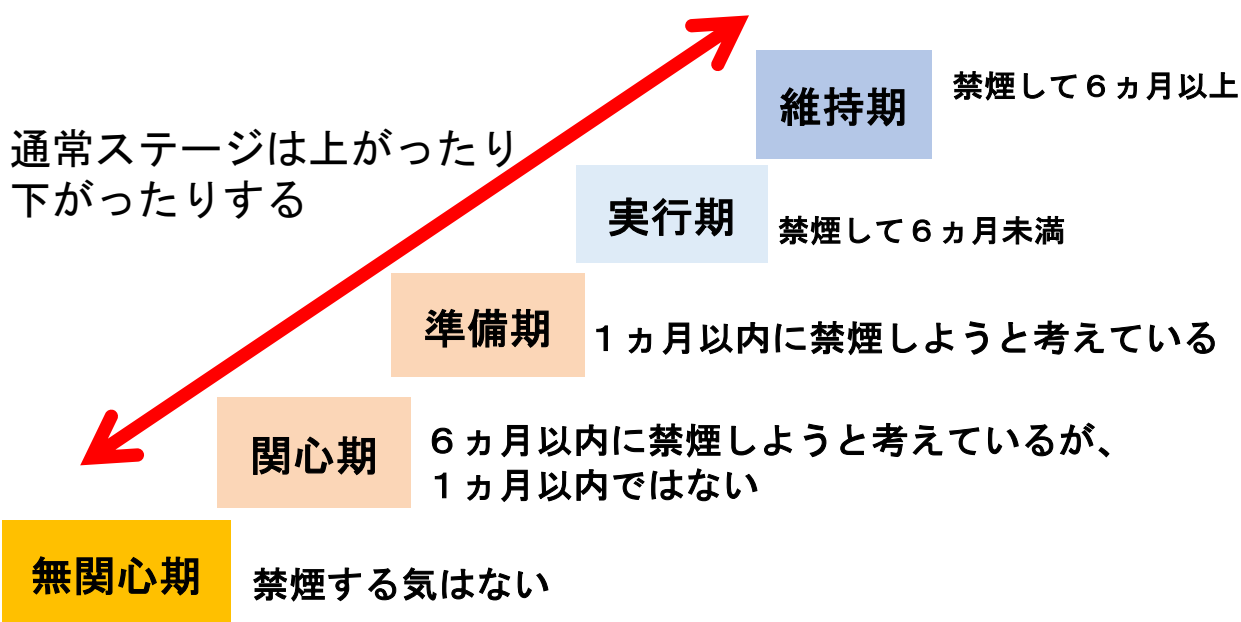 維持期
禁煙して６ヵ月以上
通常ステージは上がったり
下がったりする
実行期
禁煙して６ヵ月未満
準備期
１ヵ月以内に禁煙しようと考えている
関心期
６ヵ月以内に禁煙しようと考えているが、
１ヵ月以内ではない
無関心期
禁煙する気はない